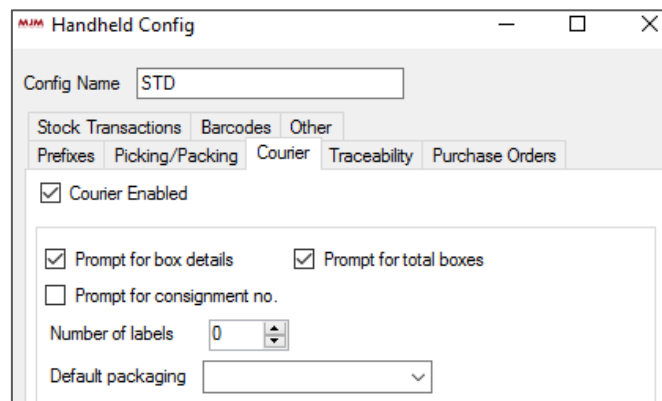 MJM Handheld Config
Config Name STD
Stock Transactions Barcodes Other
Prefixes Picking/Packing Courier Traceability Purchase Orders
Courier Enabled
Prompt for box details Prompt for total boxes
Prompt for consignment no.
Number of labels 0
Default packaging